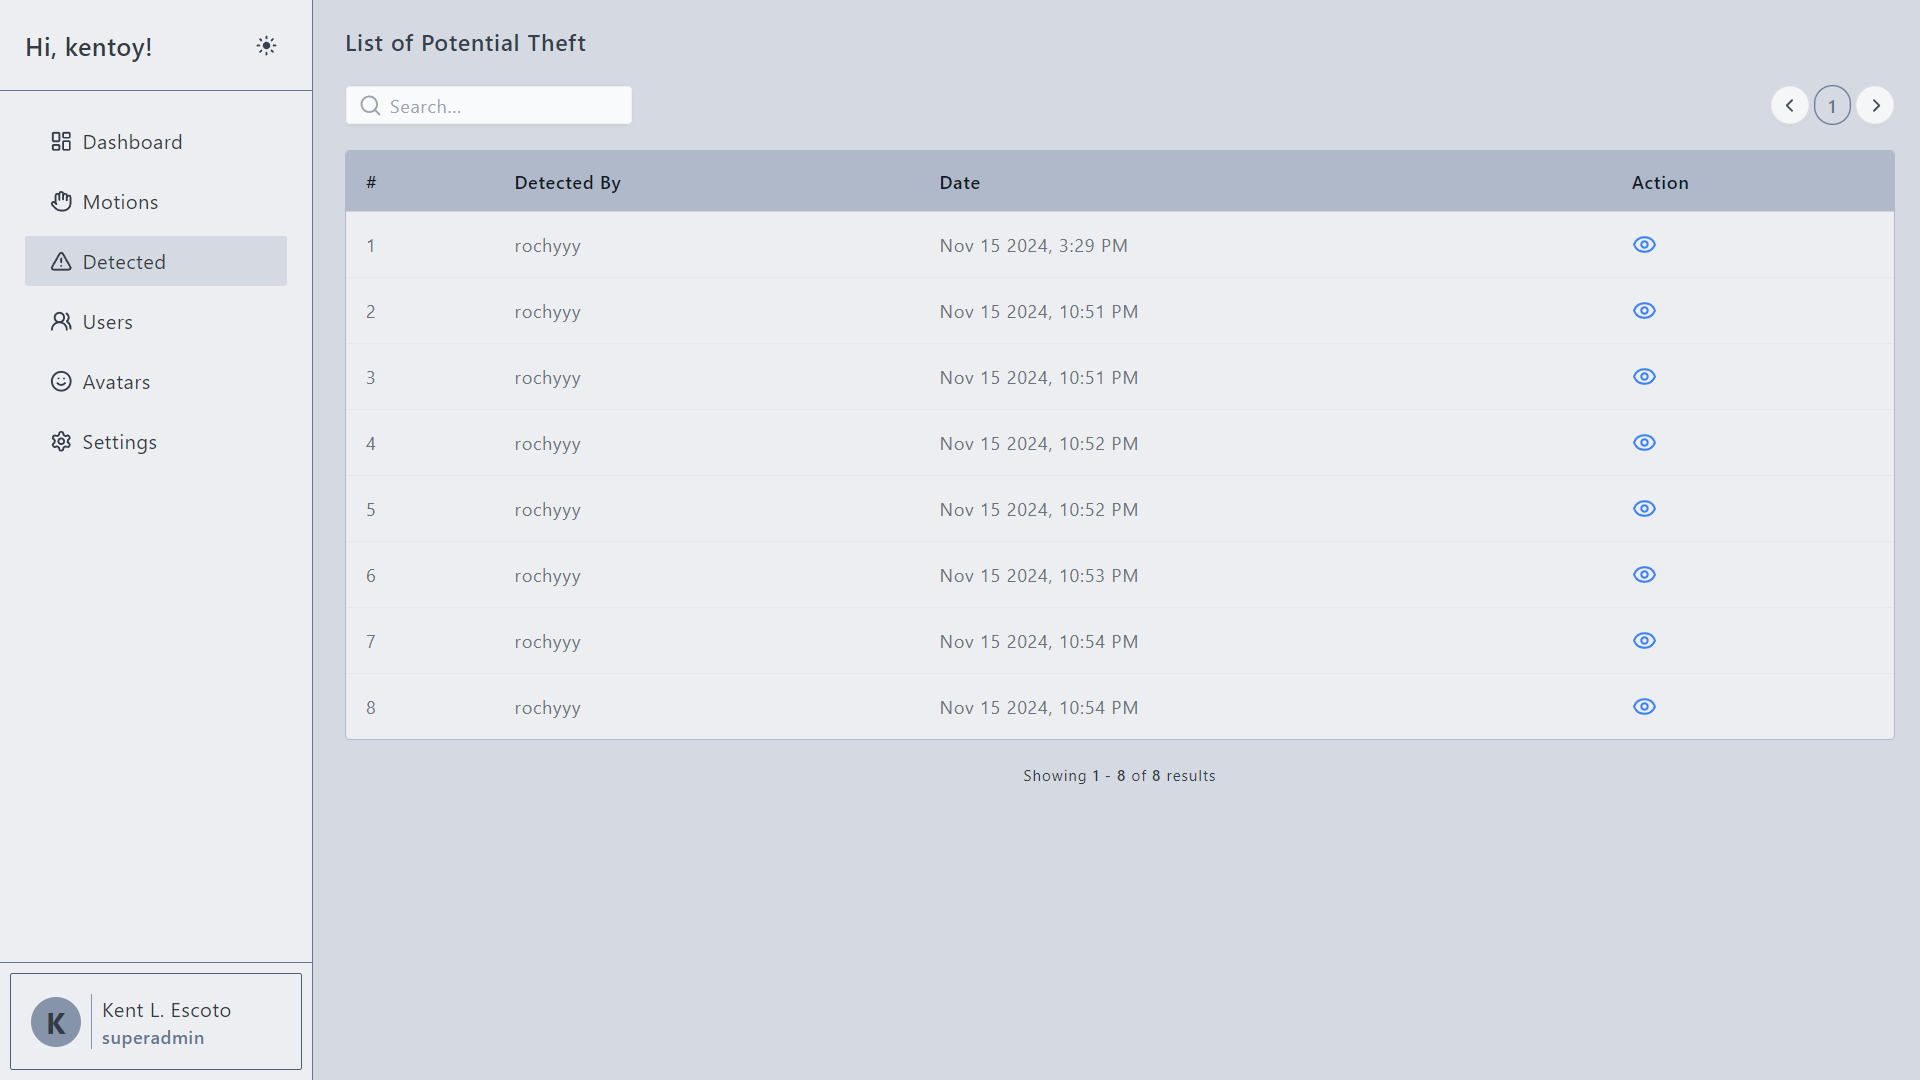 Hi, kentoy!
Dashboard
Motions
Detected
Users
Avatars
Settings
K
Kent L. Escoto
superadmin
List of Potential Theft
Search...
1
# Detected By Date Action
1 rochyyy Nov 15 2024, 3:29 PM
2 rochyyy Nov 15 2024, 10:51 PM
3 rochyyy Nov 15 2024, 10:51 PM
4 rochyyy Nov 15 2024, 10:52 PM
5 rochyyy Nov 15 2024, 10:52 PM
6 rochyyy Nov 15 2024, 10:53 PM
7 rochyyy Nov 15 2024, 10:54 PM
8 rochyyy Nov 15 2024, 10:54 PM
Showing 1 - 8 of 8 results